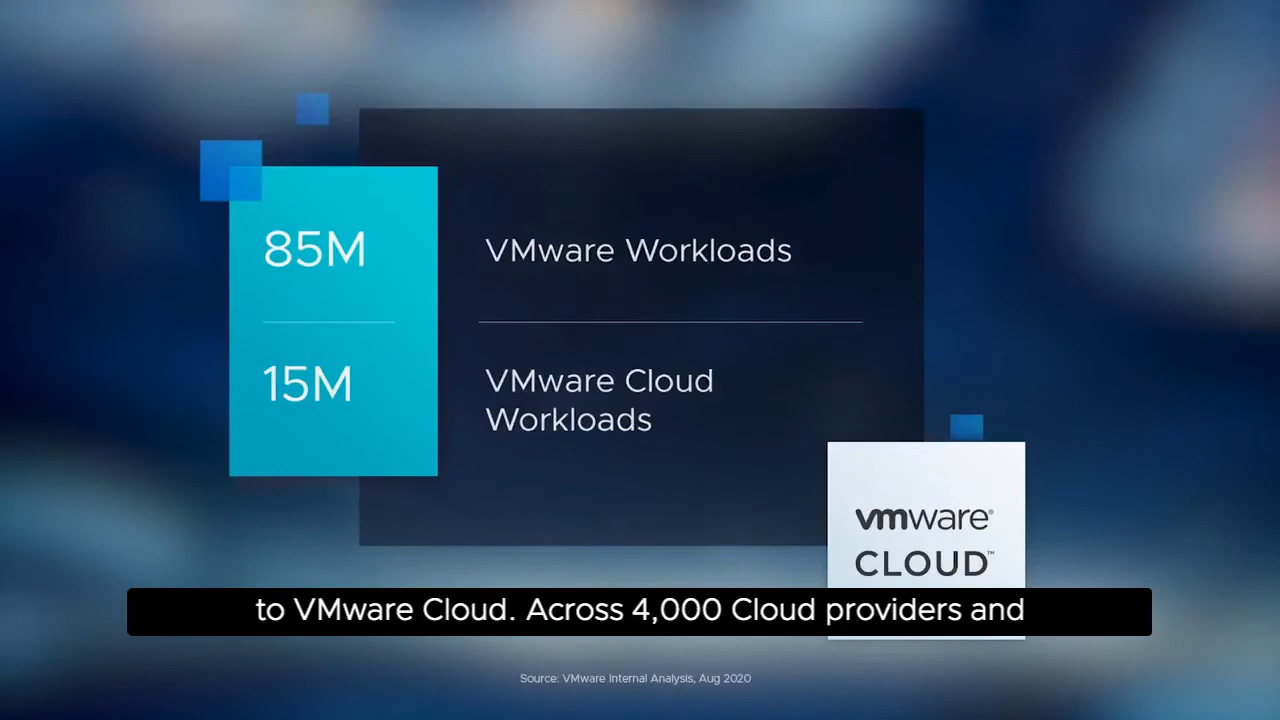 85M
VMware Workloads
15M
VMware Cloud
Workloads
vmware®
CLOUD™
to VMware Cloud. Across 4,000 Cloud providers and
Source: VMware Internal Analysis, Aug 2020